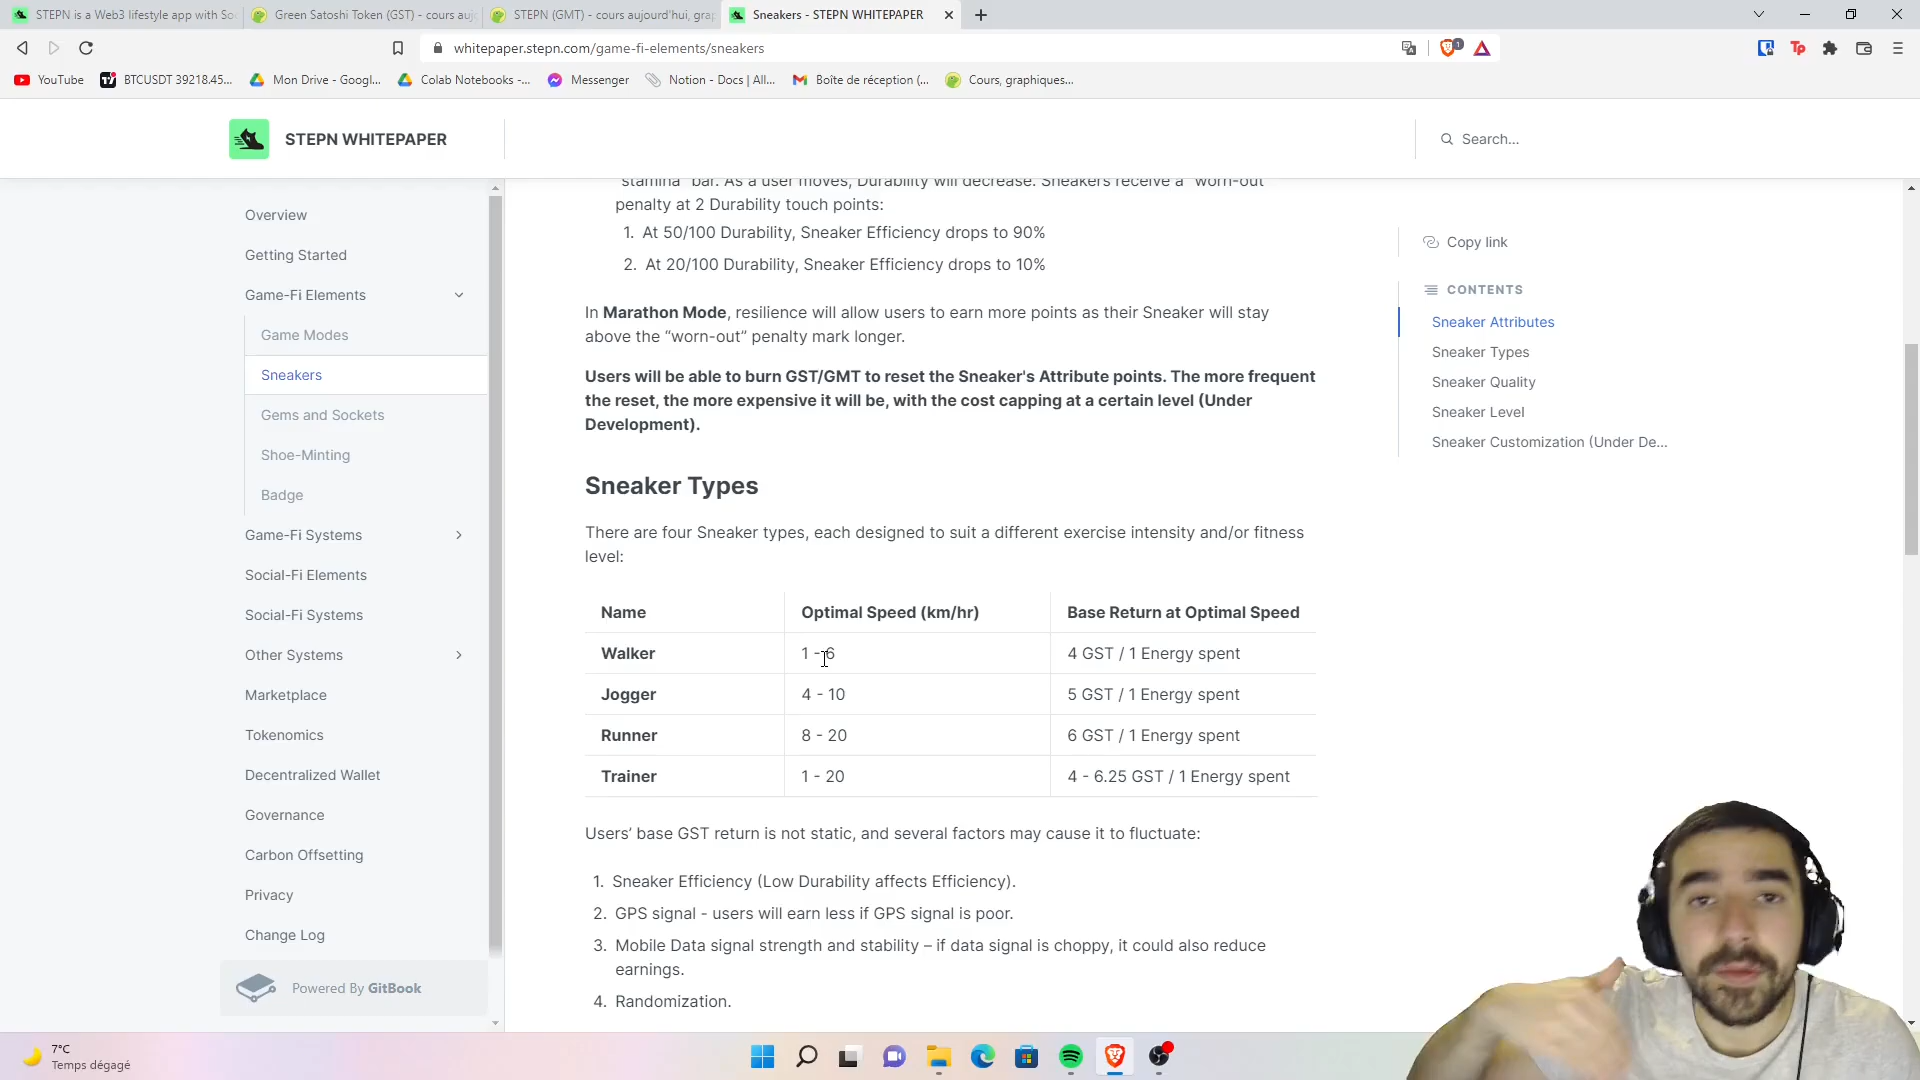 STEPN is a Web3 lifestyle app with So
Green Satoshi Token (GST) - cours auj
STEPN (GMT) - cours aujourd'hui, gra
Sneakers - STEPN WHITEPAPER
whitepaper.stepn.com/game-fi-elements/sneakers
1
Tp
YouTube
BTCUSDT 39218.45...
Mon Drive - Googl...
Colab Notebooks -...
Messenger
Notion - Docs | All...
Boîte de réception (...
Cours, graphiques...
STEPN WHITEPAPER
Search...
Overview
Getting Started
Game-Fi Elements
Game Modes
Sneakers
Gems and Sockets
Shoe-Minting
Badge
Game-Fi Systems
Social-Fi Elements
Social-Fi Systems
Other Systems
Marketplace
Tokenomics
Decentralized Wallet
Governance
Carbon Offsetting
Privacy
Change Log
Powered By GitBook
"stamina" bar. As a user moves, Durability will decrease. Sneakers receive a "worn-out"
penalty at 2 Durability touch points:
1. At 50/100 Durability, Sneaker Efficiency drops to 90%
2. At 20/100 Durability, Sneaker Efficiency drops to 10%
In Marathon Mode, resilience will allow users to earn more points as their Sneaker will stay
above the “worn-out” penalty mark longer.
Users will be able to burn GST/GMT to reset the Sneaker's Attribute points. The more frequent
the reset, the more expensive it will be, with the cost capping at a certain level (Under
Development).
Sneaker Types
There are four Sneaker types, each designed to suit a different exercise intensity and/or fitness
level:
Name Optimal Speed (km/hr) Base Return at Optimal Speed
Walker 1 - 6 4 GST / 1 Energy spent
Jogger 4 - 10 5 GST / 1 Energy spent
Runner 8 - 20 6 GST / 1 Energy spent
Trainer 1 - 20 4 - 6.25 GST / 1 Energy spent
Users’ base GST return is not static, and several factors may cause it to fluctuate:
1. Sneaker Efficiency (Low Durability affects Efficiency).
2. GPS signal - users will earn less if GPS signal is poor.
3. Mobile Data signal strength and stability – if data signal is choppy, it could also reduce
earnings.
4. Randomization.
Copy link
CONTENTS
Sneaker Attributes
Sneaker Types
Sneaker Quality
Sneaker Level
Sneaker Customization (Under De...
7°C
Temps dégagé